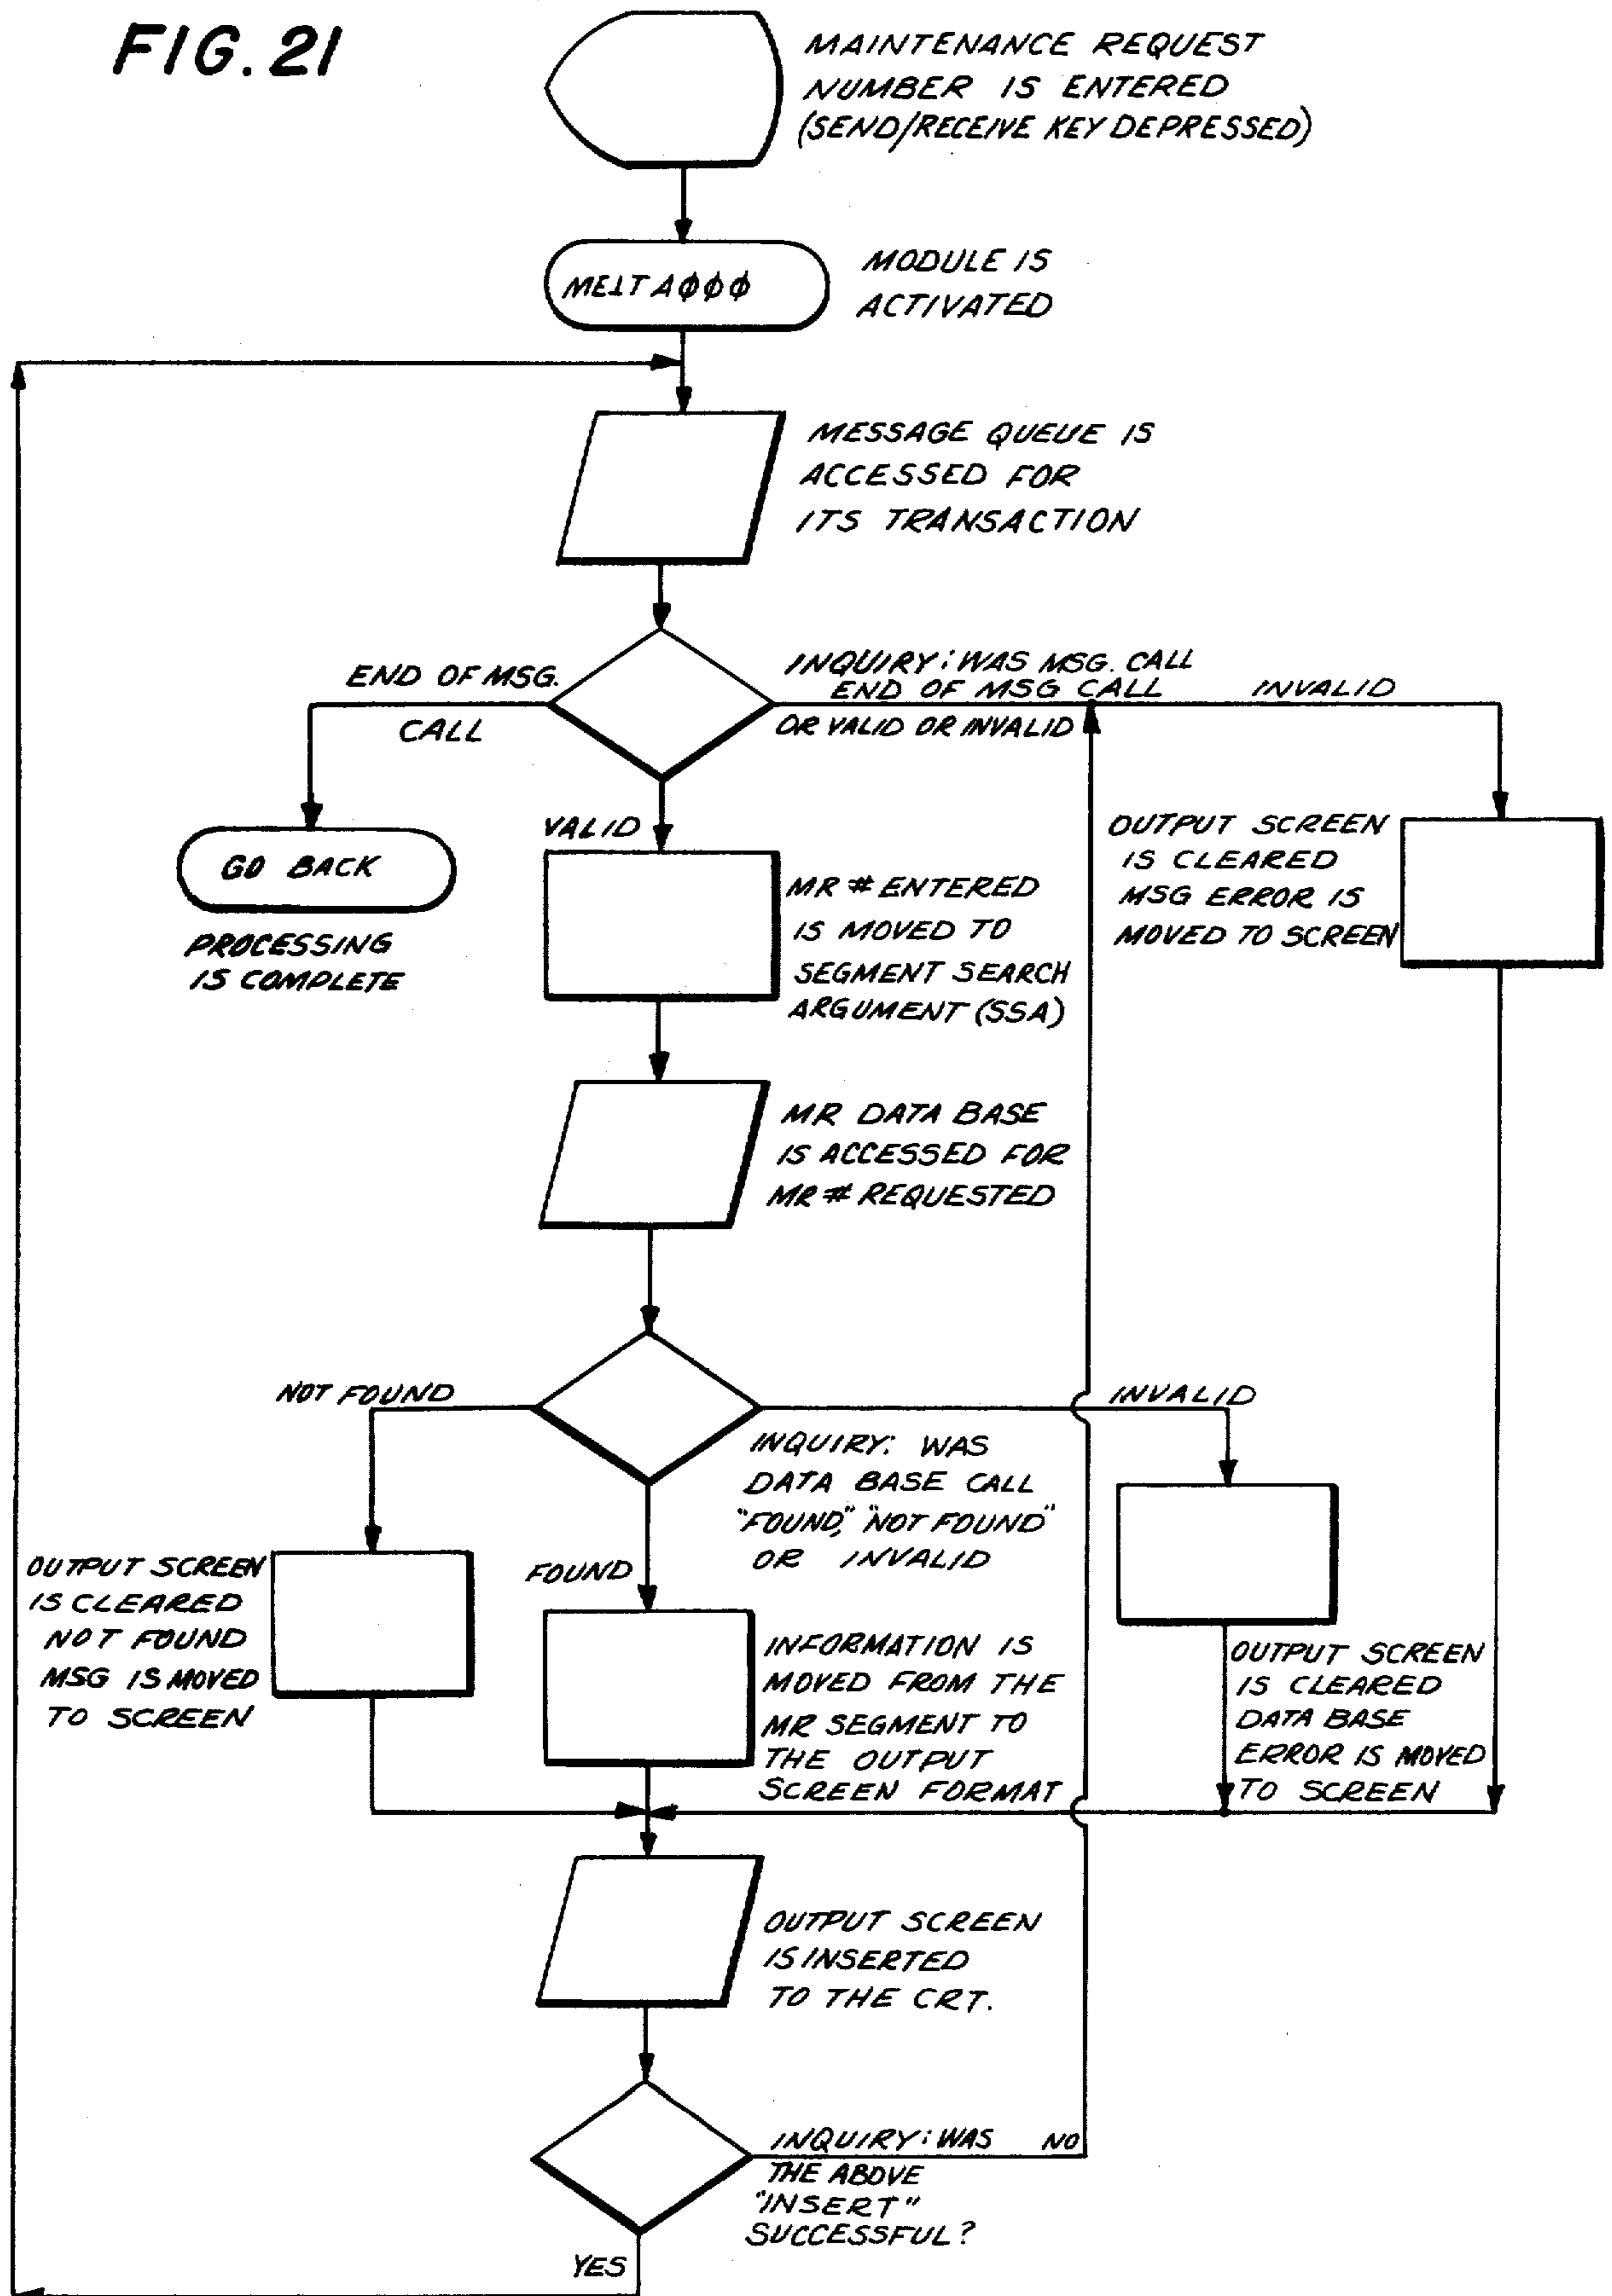 FIG. 21
MAINTENANCE REQUEST
NUMBER IS ENTERED
(SEND/RECEIVE KEY DEPRESSED)
MEITAϕϕϕ
MODULE IS
ACTIVATED
MESSAGE QUEUE IS
ACCESSED FOR
ITS TRANSACTION
END OF MSG.
CALL
INQUIRY: WAS MSG. CALL
END OF MSG CALL
OR VALID OR INVALID
INVALID
GO BACK
PROCESSING
IS COMPLETE
VALID
MR # ENTERED
IS MOVED TO
SEGMENT SEARCH
ARGUMENT (SSA)
OUTPUT SCREEN
IS CLEARED
MSG ERROR IS
MOVED TO SCREEN
MR DATA BASE
IS ACCESSED FOR
MR # REQUESTED
NOT FOUND
INVALID
INQUIRY: WAS
DATA BASE CALL
"FOUND," "NOT FOUND"
OR INVALID
FOUND
OUTPUT SCREEN
IS CLEARED
NOT FOUND
MSG IS MOVED
TO SCREEN
INFORMATION IS
MOVED FROM THE
MR SEGMENT TO
THE OUTPUT
SCREEN FORMAT
OUTPUT SCREEN
IS CLEARED
DATA BASE
ERROR IS MOVED
TO SCREEN
OUTPUT SCREEN
IS INSERTED
TO THE CRT.
INQUIRY: WAS
THE ABOVE
"INSERT"
SUCCESSFUL?
NO
YES